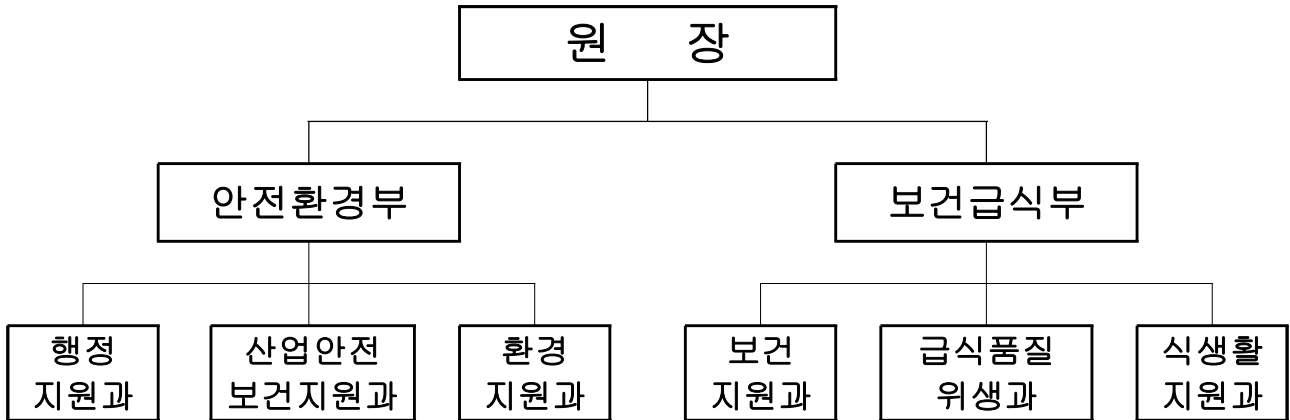 원 장
안전환경부
보건급식부
행정
지원과
산업안전
보건지원과
환경
지원과
보건
지원과
급식품질
위생과
식생활
지원과